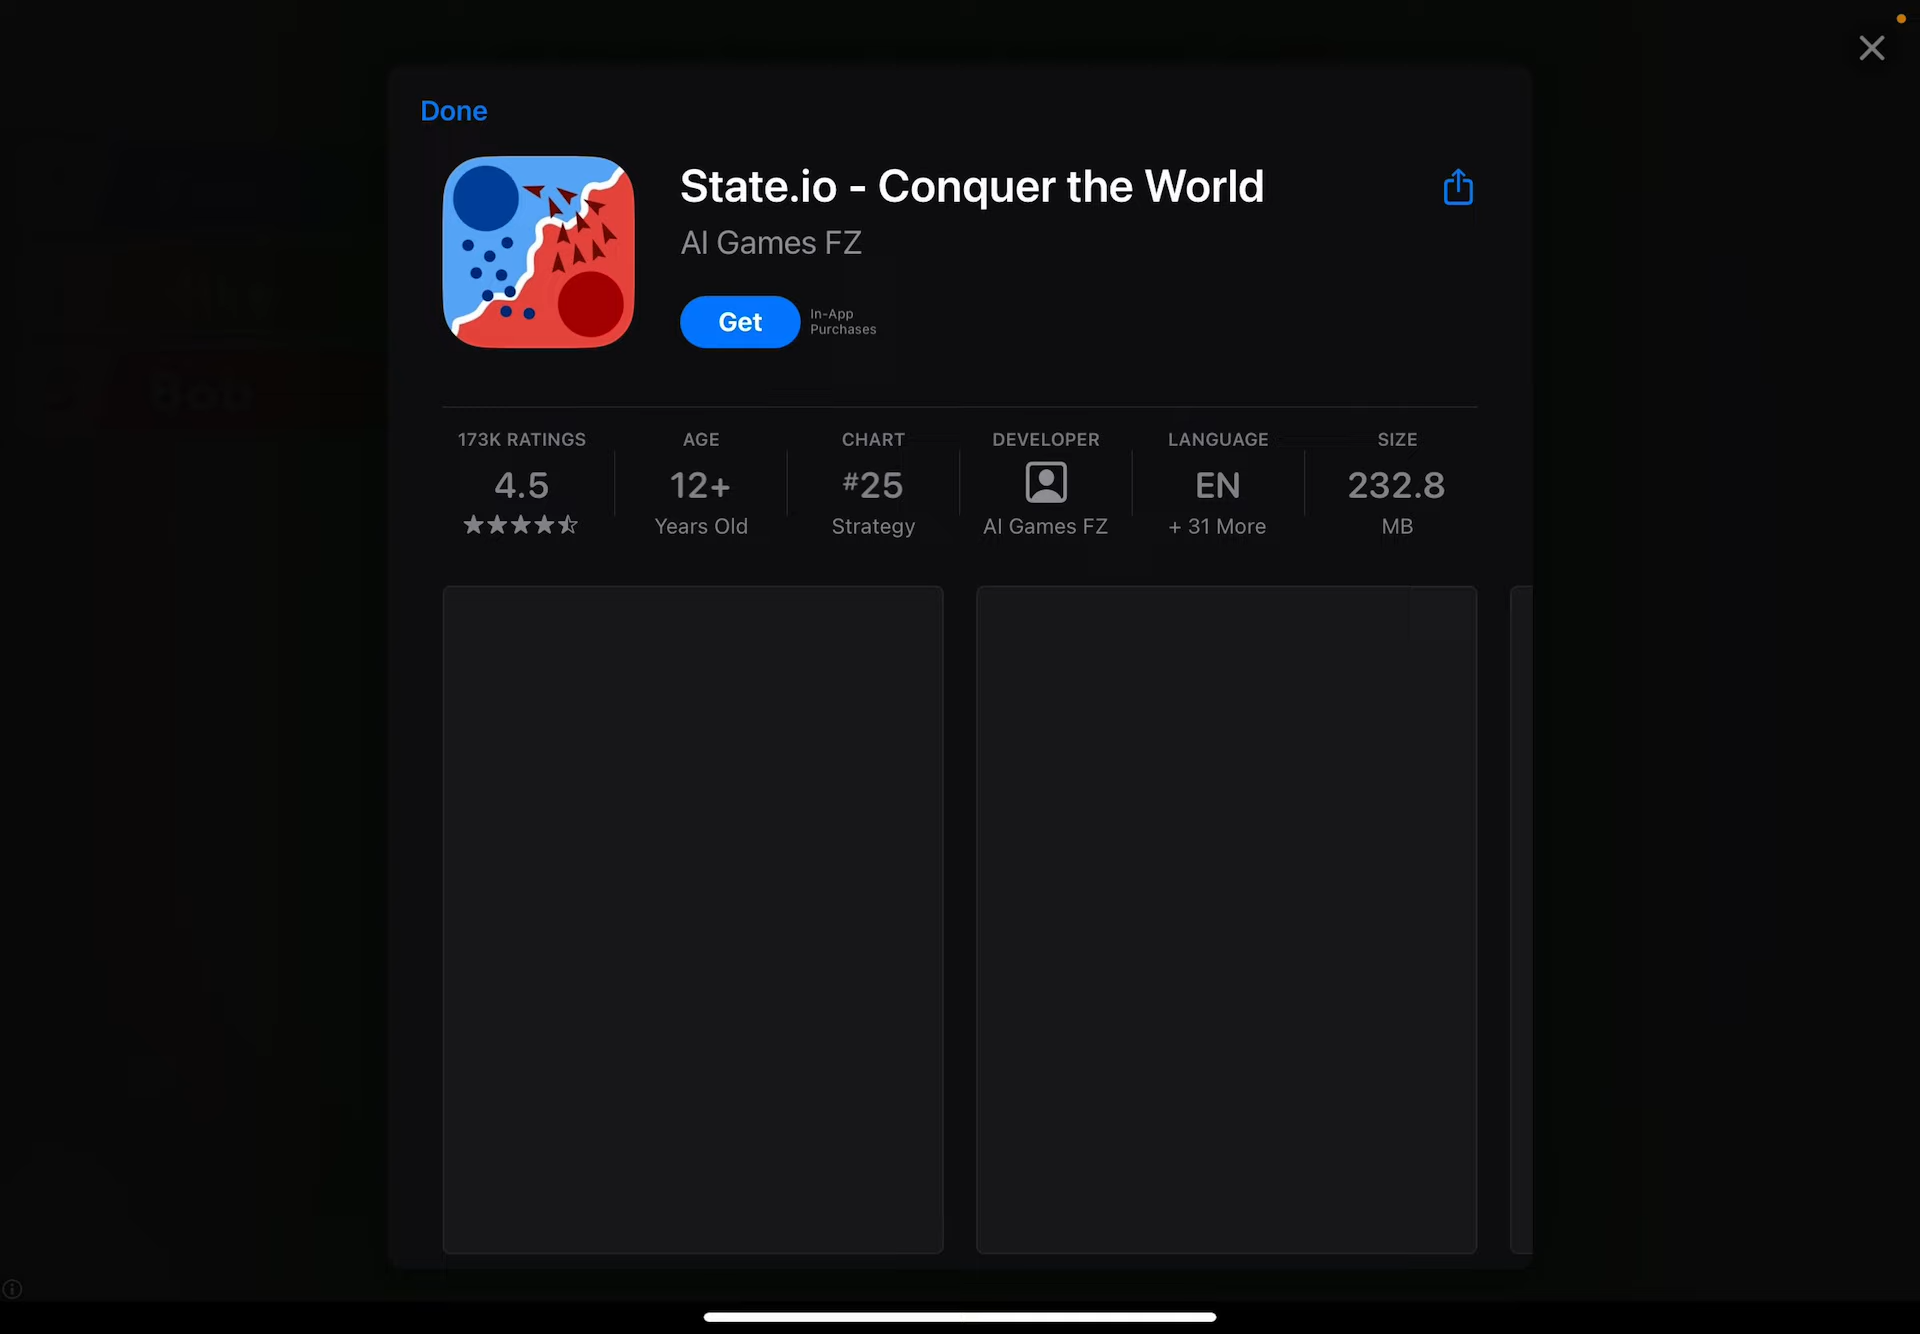 Done
State.io - Conquer the World
AI Games FZ
Get
In-App
Purchases
173K RATINGS
4.5
AGE
12+
Years Old
CHART
#25
Strategy
DEVELOPER
AI Games FZ
LANGUAGE
EN
+ 31 More
SIZE
232.8
MB
Bob